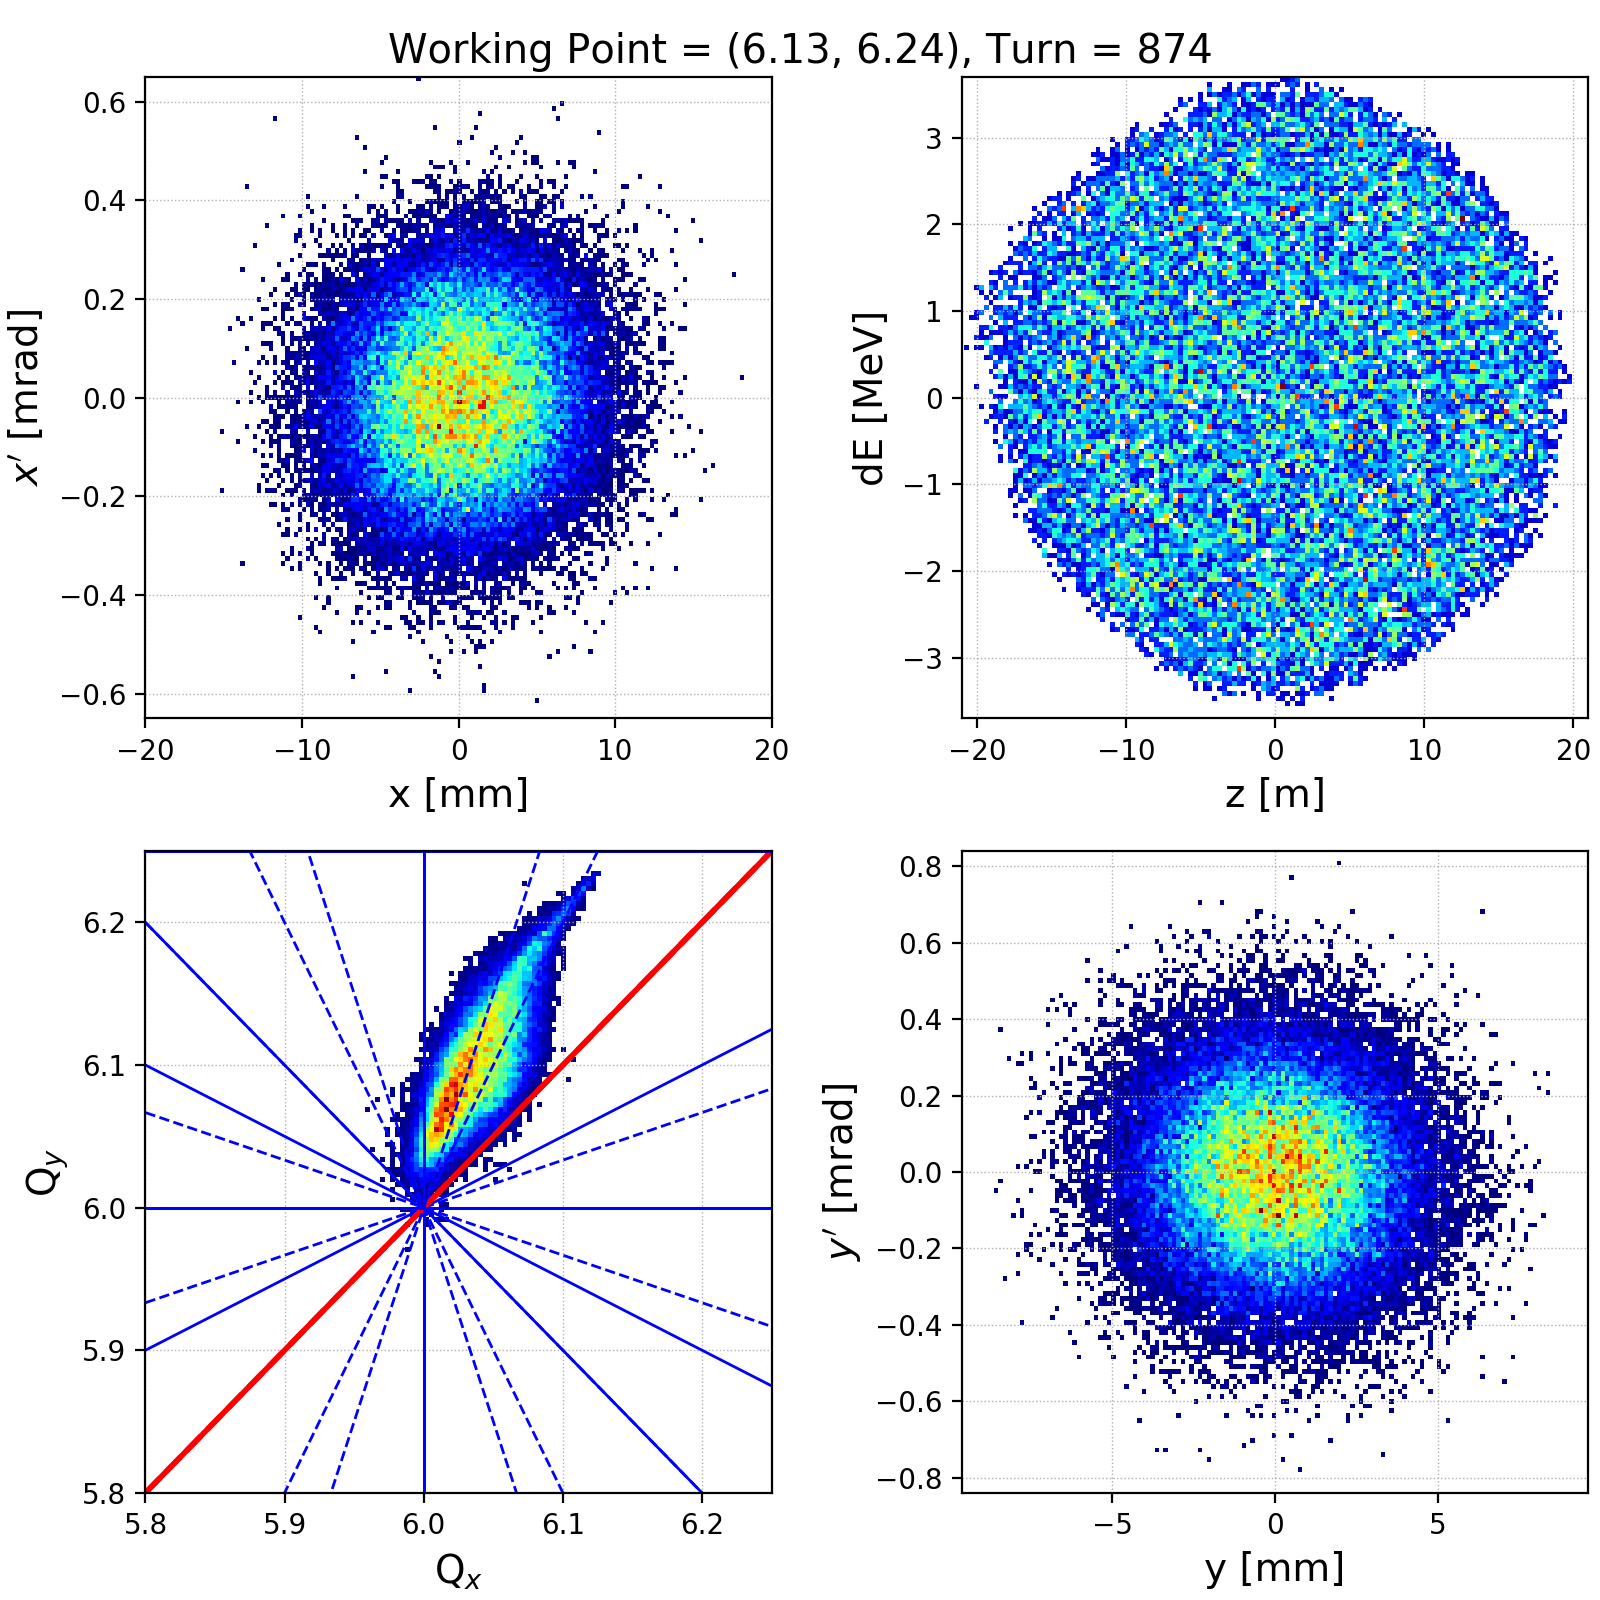 Working Point = (6.13, 6.24), Turn = 874
0.6
0.4
0.2
0.0
−0.2
−0.4
−0.6
x′ [mrad]
−20 −10 0 10 20
x [mm]
3
2
1
0
−1
−2
−3
dE [MeV]
−20 −10 0 10 20
z [m]
6.2
6.1
6.0
5.9
5.8
Qy
5.8 5.9 6.0 6.1 6.2
Qx
0.8
0.6
0.4
0.2
0.0
−0.2
−0.4
−0.6
−0.8
y′ [mrad]
−5 0 5
y [mm]